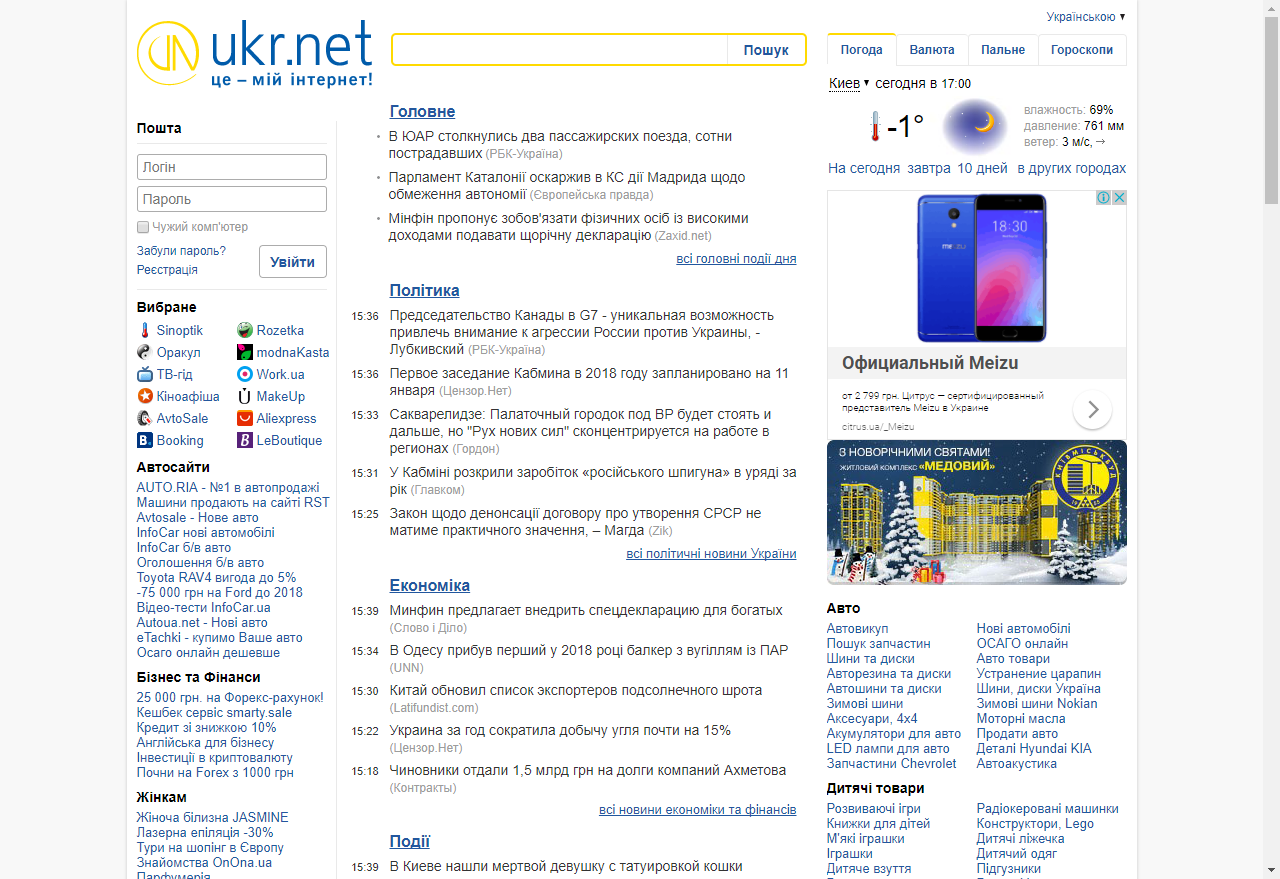 Українською ▼
ukr.net
це – мій інтернет!
Пошук
Погода
Валюта
Пальне
Гороскопи
Пошта
Логін
Пароль
Чужий комп'ютер
Забули пароль?
Реєстрація
Увійти
Вибране
Sinoptik
Rozetka
Оракул
modnaKasta
ТВ-гід
Work.ua
Кіноафіша
MakeUp
AvtoSale
Aliexpress
Booking
LeBoutique
Автосайти
AUTO.RIA - №1 в автопродажі
Машини продають на сайті RST
Avtosale - Нове авто
InfoCar нові автомобілі
InfoCar б/в авто
Оголошення б/в авто
Toyota RAV4 вигода до 5%
-75 000 грн на Ford до 2018
Відео-тести InfoCar.ua
Autoua.net - Нові авто
eTachki - купимо Ваше авто
Осаго онлайн дешевше
Бізнес та Фінанси
25 000 грн. на Форекс-рахунок!
Кешбек сервіс smarty.sale
Кредит зі знижкою 10%
Англійська для бізнесу
Інвестиції в криптовалюту
Почни на Forex з 1000 грн
Жінкам
Жіноча білизна JASMINE
Лазерна епіляція -30%
Тури на шопінг в Європу
Знайомства OnOna.ua
Парфумерія
Головне
В ЮАР столкнулись два пассажирских поезда, сотни
пострадавших (РБК-Україна)
Парламент Каталонії оскаржив в КС дії Мадрида щодо
обмеження автономії (Європейська правда)
Мінфін пропонує зобов'язати фізичних осіб із високими
доходами подавати щорічну декларацію (Zaxid.net)
всі головні події дня
Політика
15:36 Председательство Канады в G7 - уникальная возможность
привлечь внимание к агрессии России против Украины, -
Лубкивский (РБК-Україна)
15:36 Первое заседание Кабмина в 2018 году запланировано на 11
января (Цензор.Нет)
15:33 Сакварелидзе: Палаточный городок под ВР будет стоять и
дальше, но "Рух нових сил" сконцентрируется на работе в
регионах (Гордон)
15:31 У Кабміні розкрили заробіток «російського шпигуна» в уряді за
рік (Главком)
15:25 Закон щодо денонсації договору про утворення СРСР не
матиме практичного значення, – Магда (Zik)
всі політичні новини України
Економіка
15:39 Минфин предлагает внедрить спецдекларацию для богатых
(Слово і Діло)
15:34 В Одесу прибув перший у 2018 році балкер з вугіллям із ПАР
(UNN)
15:30 Китай обновил список экспортеров подсолнечного шрота
(Latifundist.com)
15:22 Украина за год сократила добычу угля почти на 15%
(Цензор.Нет)
15:18 Чиновники отдали 1,5 млрд грн на долги компаний Ахметова
(Контракты)
всі новини економіки та фінансів
Події
15:39 В Киеве нашли мертвой девушку с татуировкой кошки
Киев ▼ сегодня в 17:00
-1°
влажность: 69%
давление: 761 мм
ветер: 3 м/с, →
На сегодня завтра 10 дней в других городах
18:30
Официальный Meizu
от 2 799 грн. Цитрус — сертифицированный
представитель Meizu в Украине
citrus.ua/_Meizu
З НОВОРІЧНИМИ СВЯТАМИ!
ЖИТЛОВИЙ КОМПЛЕКС «МЕДОВИЙ»
КИЇВМІСЬКБУД
Авто
Автовикуп
Нові автомобілі
Пошук запчастин
ОСАГО онлайн
Шини та диски
Авто товари
Авторезина та диски
Устранение царапин
Автошини та диски
Шини, диски Україна
Зимові шини
Зимові шини Nokian
Аксесуари, 4x4
Моторні масла
Акумулятори для авто
Продати авто
LED лампи для авто
Деталі Hyundai KIA
Запчастини Chevrolet
Автоакустика
Дитячі товари
Розвиваючі ігри
Радіокеровані машинки
Книжки для дітей
Конструктори, Lego
М'які іграшки
Дитячі ліжечка
Іграшки
Дитячий одяг
Дитяче взуття
Підгузники